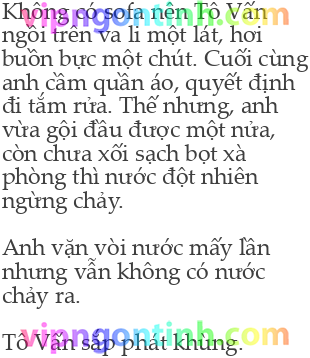 Không có sofa nên Tô Vấn
ngồi trên va li một lát, hơi
buồn bực một chút. Cuối cùng
anh cầm quần áo, quyết định
đi tắm rửa. Thế nhưng, anh
vừa gội đầu được một nửa,
còn chưa xối sạch bọt xà
phòng thì nước đột nhiên
ngừng chảy.

Anh vặn vòi nước mấy lần
nhưng vẫn không có nước
chảy ra.

Tô Vấn sắp phát khùng.
vipngontinh.com
vipngontinh.com